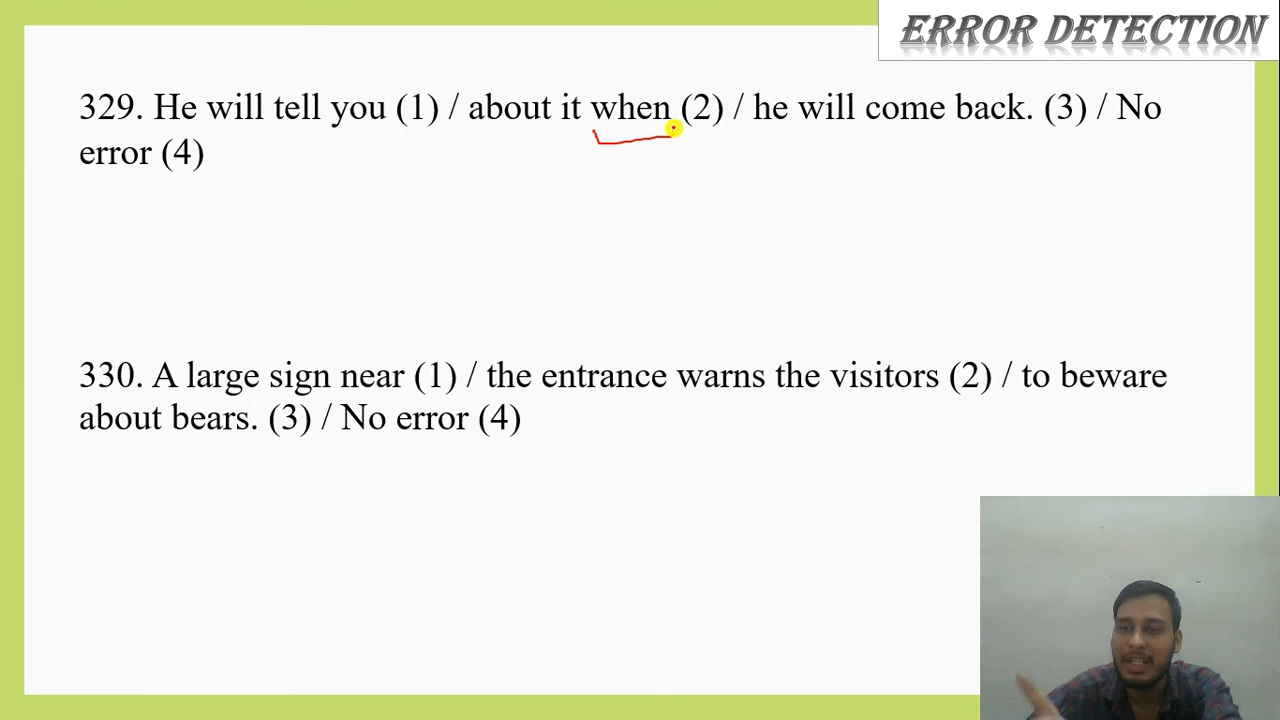 ERROR DETECTION
329. He will tell you (1) / about it when (2) / he will come back. (3) / No
error (4)
330. A large sign near (1) / the entrance warns the visitors (2) / to beware
about bears. (3) / No error (4)